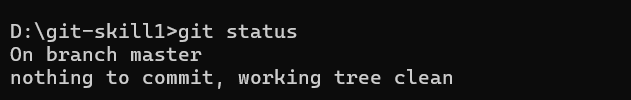 D:\git-skill1>git status
On branch master
nothing to commit, working tree clean